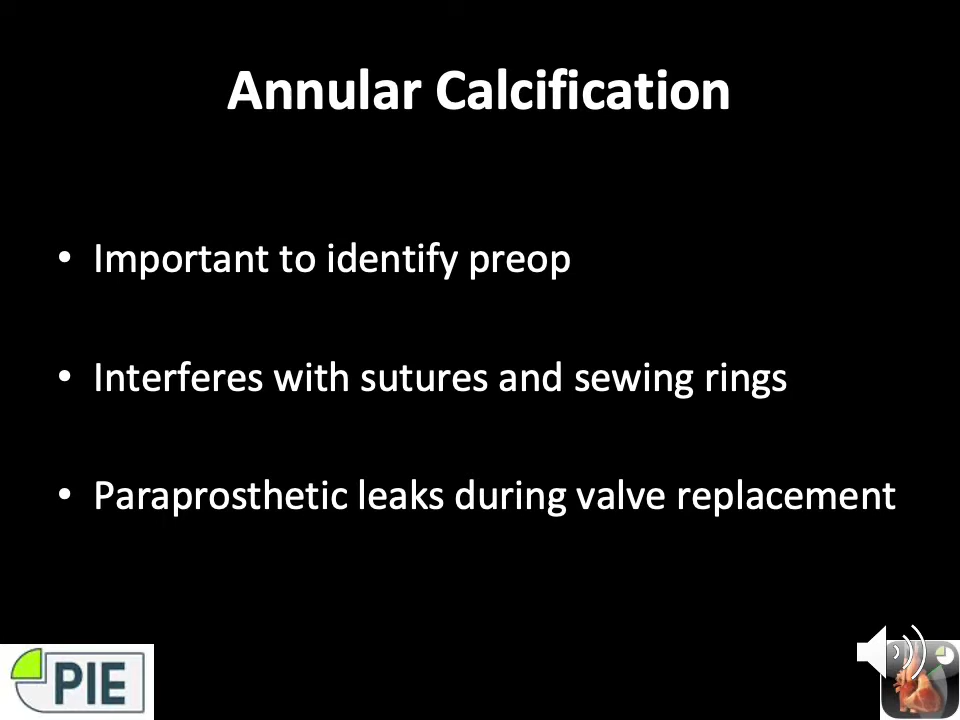 Annular Calcification
• Important to identify preop
• Interferes with sutures and sewing rings
• Paraprosthetic leaks during valve replacement
PIE